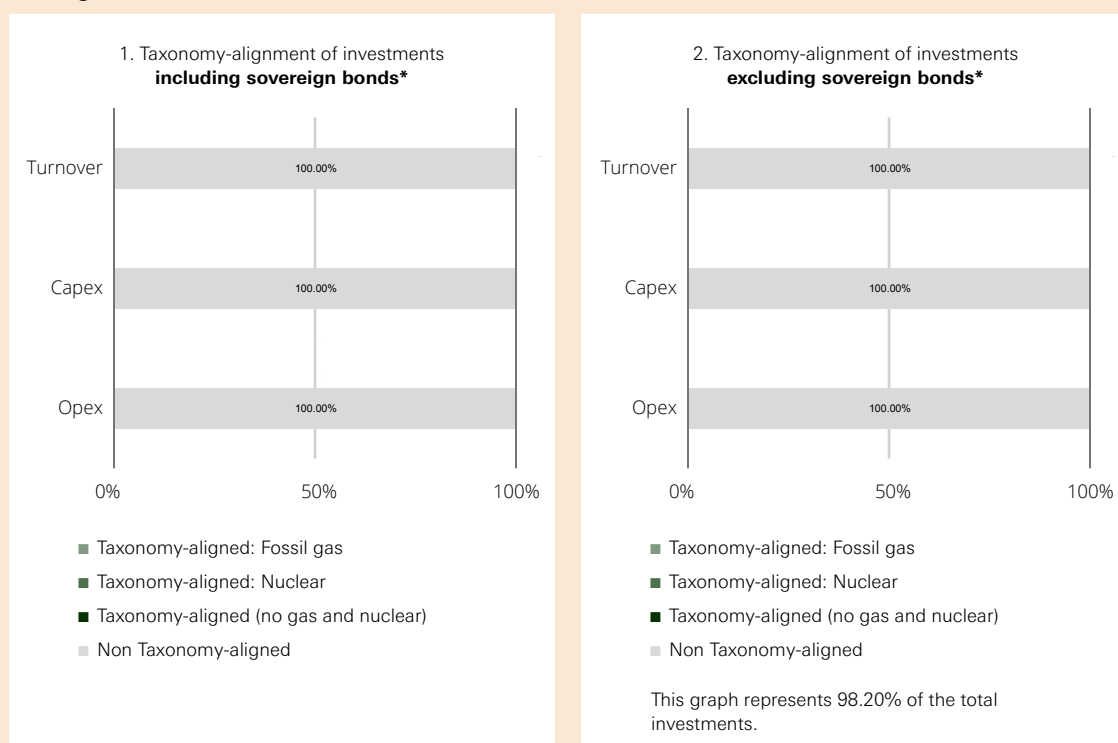 1. Taxonomy-alignment of investments
including sovereign bonds*
Turnover
100.00%
Capex
100.00%
Opex
100.00%
0% 50% 100%
Taxonomy-aligned: Fossil gas
Taxonomy-aligned: Nuclear
Taxonomy-aligned (no gas and nuclear)
Non Taxonomy-aligned
2. Taxonomy-alignment of investments
excluding sovereign bonds*
Turnover
100.00%
Capex
100.00%
Opex
100.00%
0% 50% 100%
Taxonomy-aligned: Fossil gas
Taxonomy-aligned: Nuclear
Taxonomy-aligned (no gas and nuclear)
Non Taxonomy-aligned
This graph represents 98.20% of the total
investments.